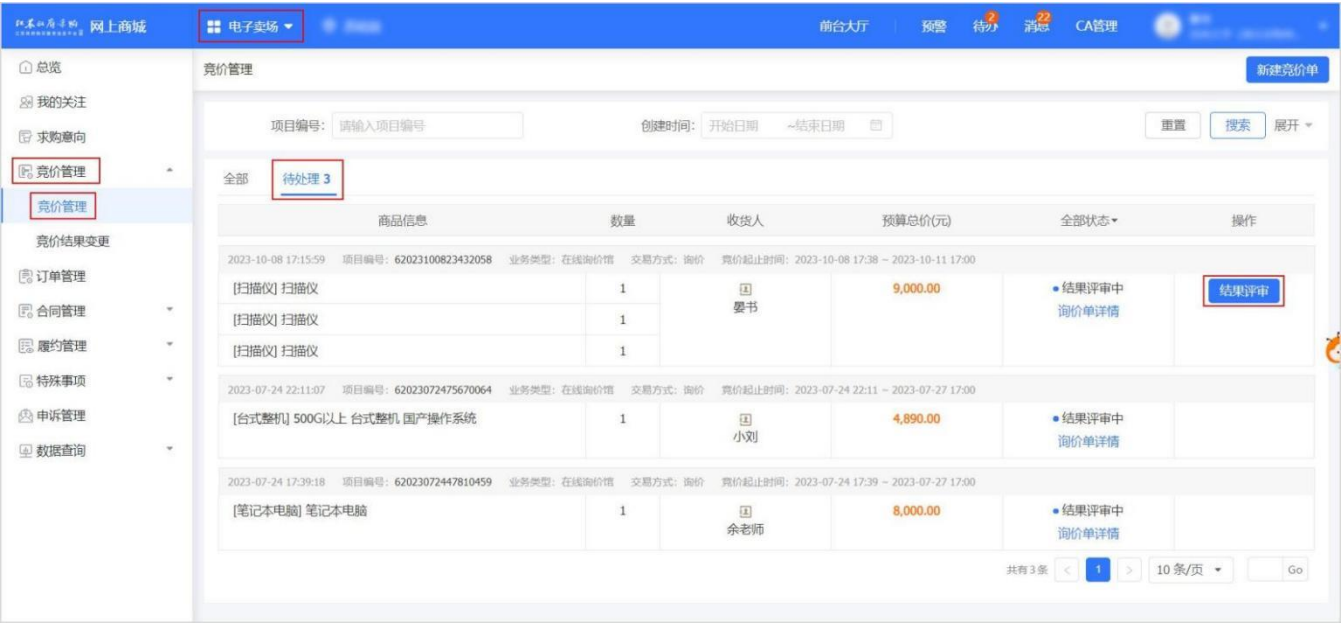 江苏政府采购 网上商城
电子卖场
前台大厅 预警 待办 2 消息 22 CA管理
总览
我的关注
求购意向
竞价管理
竞价管理
竞价结果变更
订单管理
合同管理
履约管理
特殊事项
申诉管理
数据查询
竞价管理 新建竞价单
项目编号: 请输入项目编号 创建时间: 开始日期 ~结束日期 重置 搜索 展开
全部 待处理 3
商品信息 数量 收货人 预算总价(元) 全部状态 操作
2023-10-08 17:15:59 项目编号: 62023100823432058 业务类型: 在线询价馆 交易方式: 询价 竞价起止时间: 2023-10-08 17:38 ~ 2023-10-11 17:00
[扫描仪] 扫描仪 1 晏书 9,000.00 结果评审中 结果评审
询价单详情
[扫描仪] 扫描仪 1
[扫描仪] 扫描仪 1
2023-07-24 22:11:07 项目编号: 62023072475670064 业务类型: 在线询价馆 交易方式: 询价 竞价起止时间: 2023-07-24 22:11 ~ 2023-07-27 17:00
[台式整机] 500G以上 台式整机 国产操作系统 1 小刘 4,890.00 结果评审中
询价单详情
2023-07-24 17:39:18 项目编号: 62023072447810459 业务类型: 在线询价馆 交易方式: 询价 竞价起止时间: 2023-07-24 17:39 ~ 2023-07-27 17:00
[笔记本电脑] 笔记本电脑 1 余老师 8,000.00 结果评审中
询价单详情
共有3条 < 1 > 10 条/页 Go